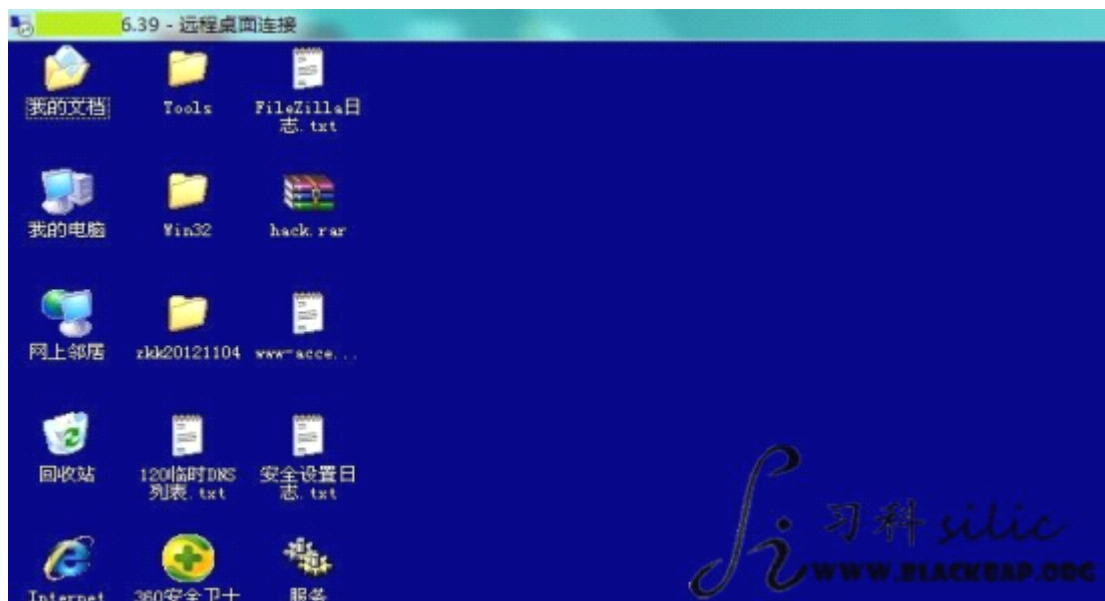 6.39 - 远程桌面连接
我的文档
Tools
FileZilla日
志.txt
我的电脑
Win32
hack.rar
网上邻居
zkk20121104
www-acce...
回收站
120临时DNS
列表.txt
安全设置日
志.txt
Internet
360安全卫士
服务
习科 silic
WWW.BLACKBAP.ORG